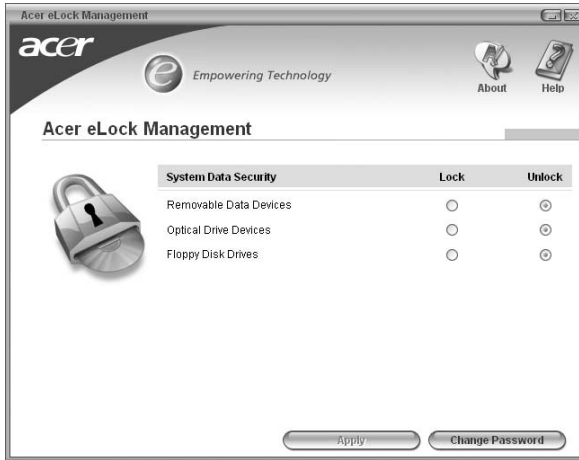 Acer eLock Management
acer
e Empowering Technology
About Help
Acer eLock Management
System Data Security Lock Unlock
Removable Data Devices
Optical Drive Devices
Floppy Disk Drives
Apply Change Password